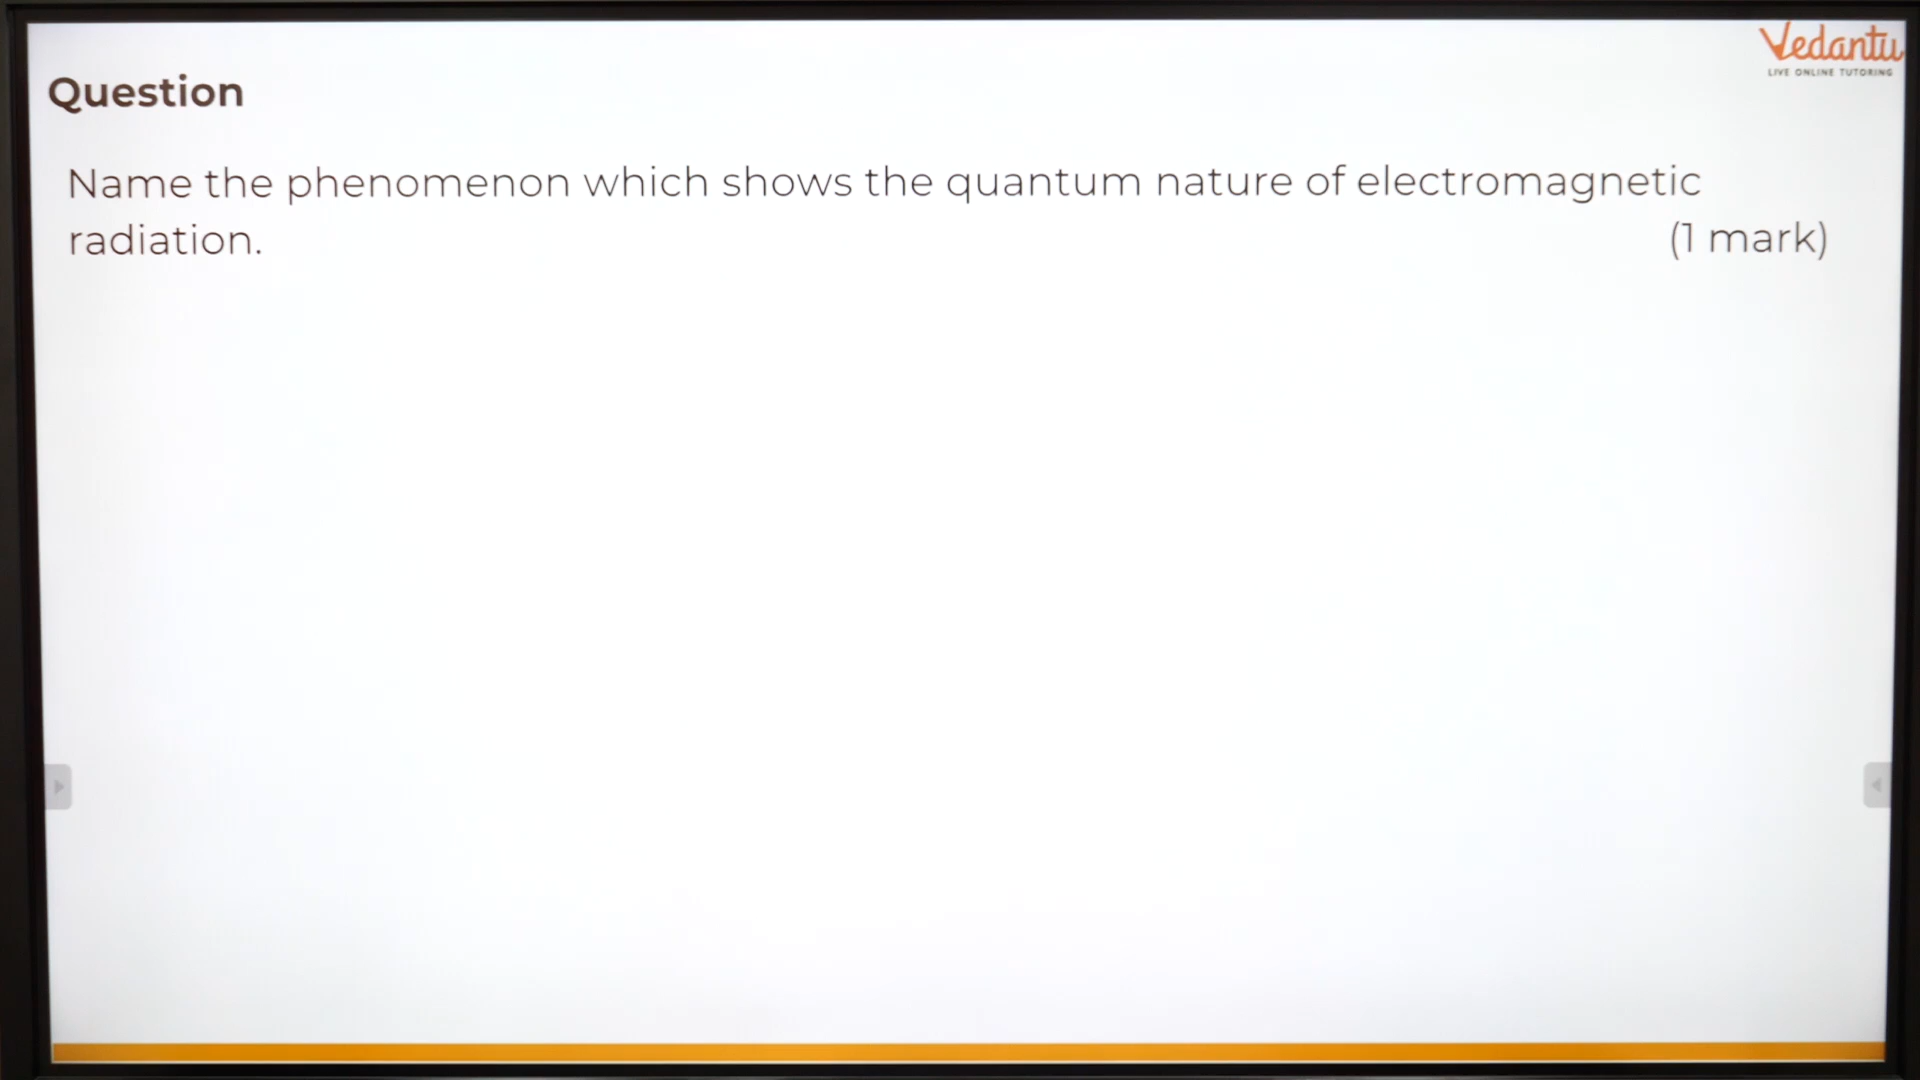 Vedantu
LIVE ONLINE TUTORING
Question
Name the phenomenon which shows the quantum nature of electromagnetic
radiation. (1 mark)